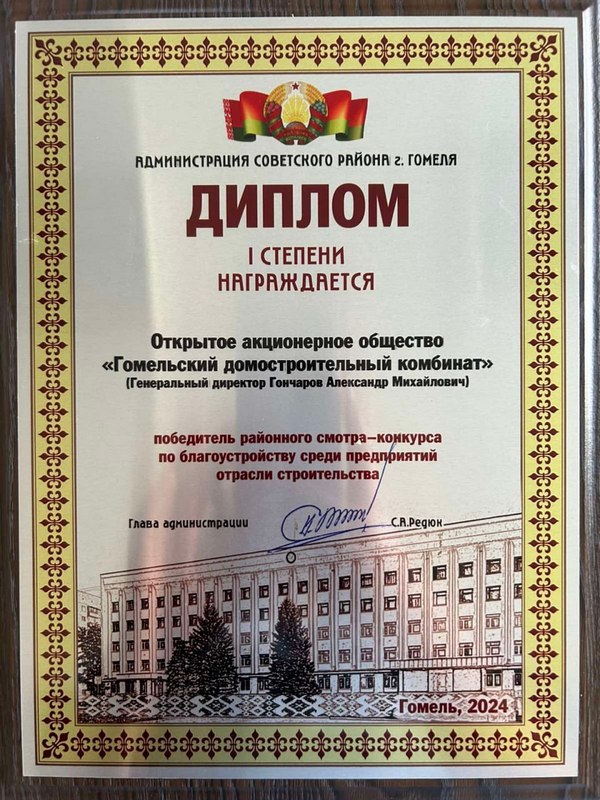 АДМИНИСТРАЦИЯ СОВЕТСКОГО РАЙОНА г. ГОМЕЛЯ
ДИПЛОМ
I СТЕПЕНИ
НАГРАЖДАЕТСЯ
Открытое акционерное общество
«Гомельский домостроительный комбинат»
(Генеральный директор Гончаров Александр Михайлович)
победитель районного смотра-конкурса
по благоустройству среди предприятий
отрасли строительства
Глава администрации С.А.Редюк
Гомель, 2024